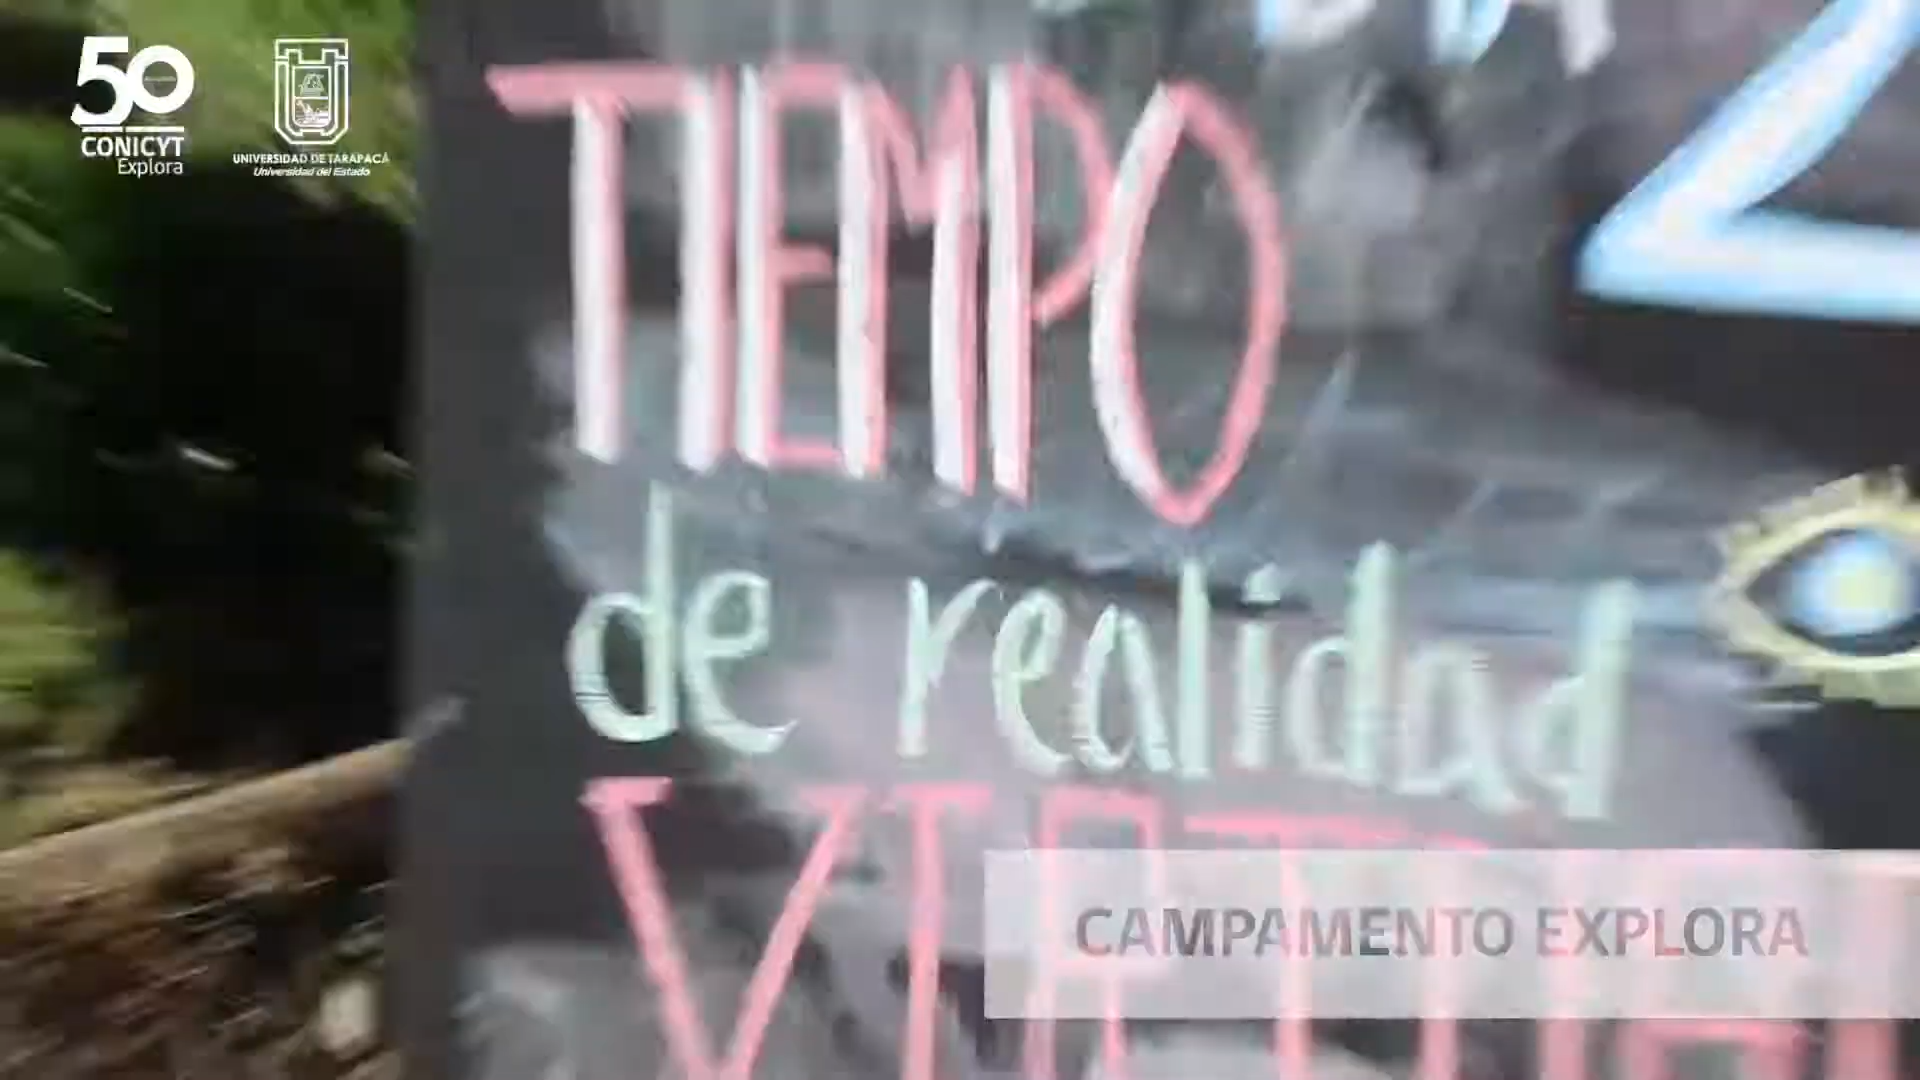 50
CONICYT
Explora
UNIVERSIDAD DE TARAPACÁ
Universidad del Estado
TIEMPO
de realidad
CAMPAMENTO EXPLORA